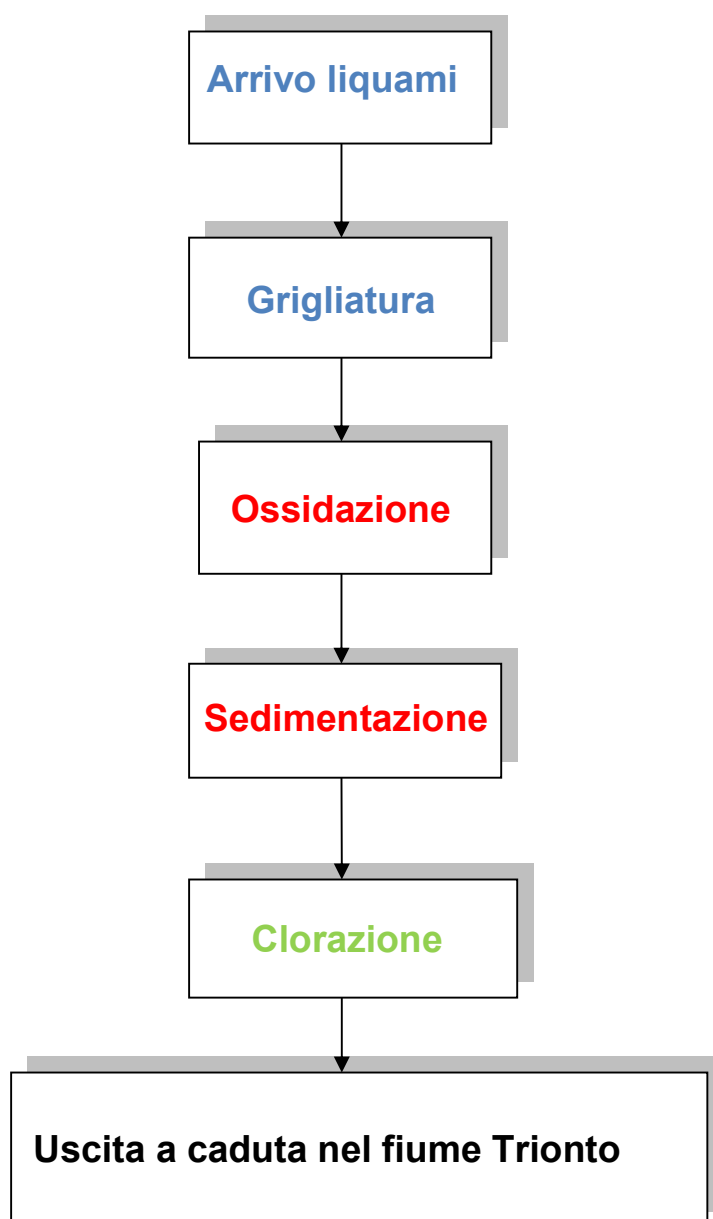 Arrivo liquami
Grigliatura
Ossidazione
Sedimentazione
Clorazione
Uscita a caduta nel fiume Trionto